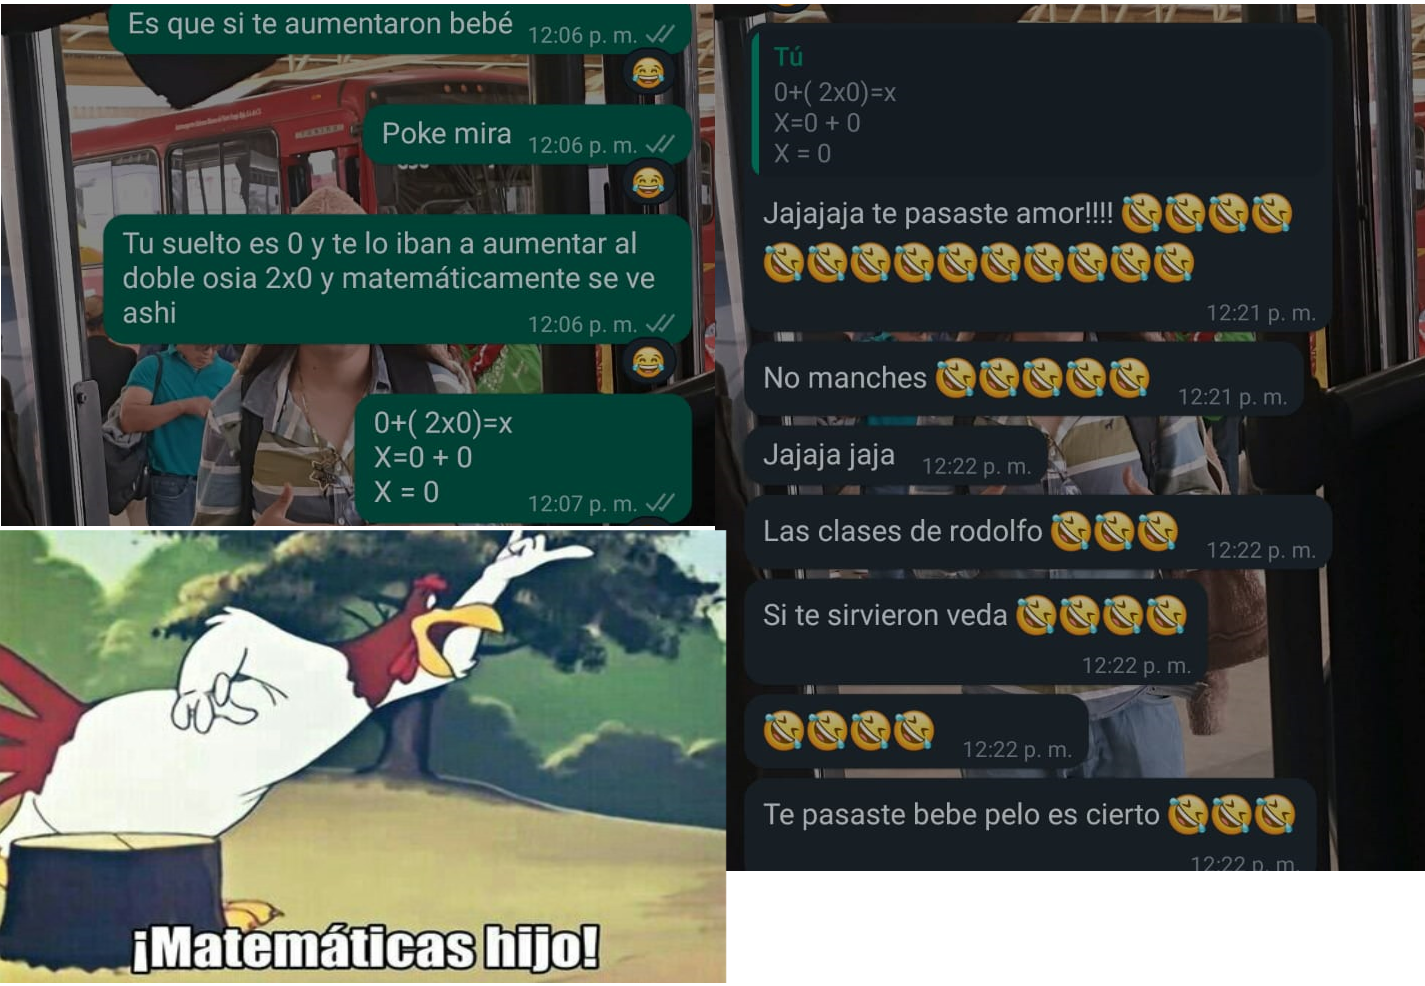 Es que si te aumentaron bebé
12:06 p. m.
Poke mira
12:06 p. m.
Tu suelto es 0 y te lo iban a aumentar al
doble osia 2x0 y matemáticamente se ve
ashi
12:06 p. m.
0+( 2x0)=x
X=0 + 0
X = 0
12:07 p. m.
¡Matemáticas hijo!
Tú
0+( 2x0)=x
X=0 + 0
X = 0
Jajajaja te pasaste amor!!!! 🤣🤣🤣🤣
🤣🤣🤣🤣🤣🤣🤣🤣🤣🤣
12:21 p. m.
No manches 🤣🤣🤣🤣🤣
12:21 p. m.
Jajaja jaja
12:22 p. m.
Las clases de rodolfo 🤣🤣🤣
12:22 p. m.
Si te sirvieron veda 🤣🤣🤣🤣
12:22 p. m.
🤣🤣🤣🤣
12:22 p. m.
Te pasaste bebe pelo es cierto 🤣🤣🤣
12:22 p. m.